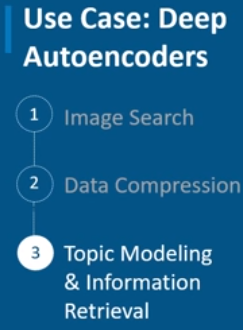 Use Case: Deep
Autoencoders
1 Image Search
2 Data Compression
3 Topic Modeling
& Information
Retrieval